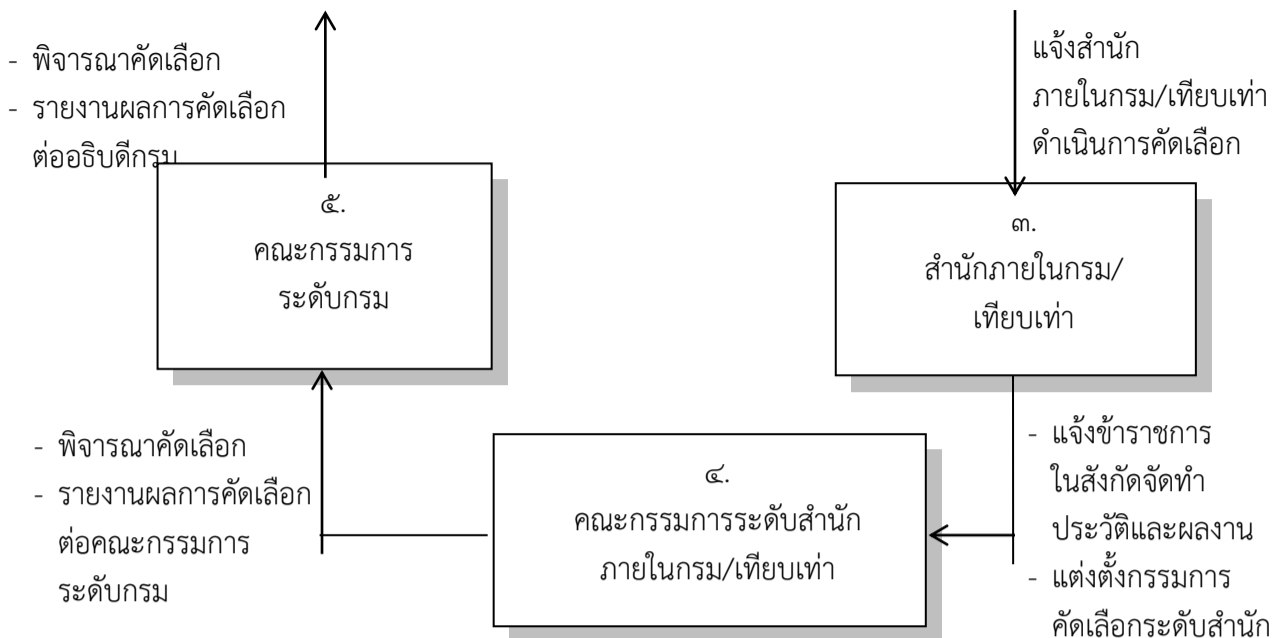 - พิจารณาคัดเลือก
- รายงานผลการคัดเลือก
ต่ออธิบดีกรม
แจ้งสำนัก
ภายในกรม/เทียบเท่า
ดำเนินการคัดเลือก
๕.
คณะกรรมการ
ระดับกรม
๓.
สำนักภายในกรม/
เทียบเท่า
- พิจารณาคัดเลือก
- รายงานผลการคัดเลือก
ต่อคณะกรรมการ
ระดับกรม
๔.
คณะกรรมการระดับสำนัก
ภายในกรม/เทียบเท่า
- แจ้งข้าราชการ
ในสังกัดจัดทำ
ประวัติและผลงาน
- แต่งตั้งกรรมการ
คัดเลือกระดับสำนัก